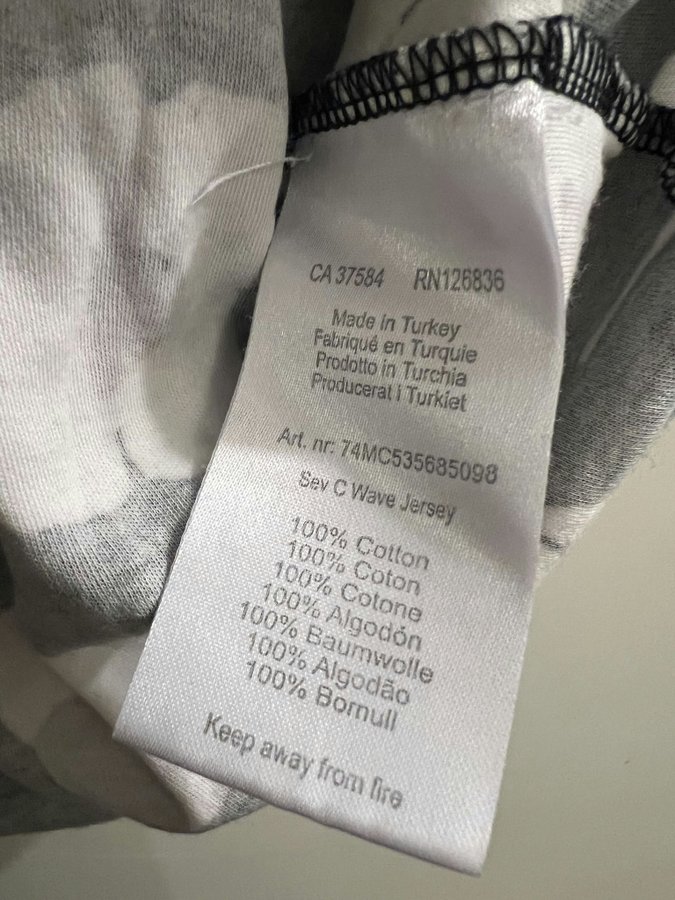 CA 37584 RN126836
Made in Turkey
Fabriqué en Turquie
Prodotto in Turchia
Producerat i Turkiet
Art. nr: 74MC535685098
Sev C Wave Jersey
100% Cotton
100% Coton
100% Cotone
100% Algodón
100% Baumwolle
100% Algodão
100% Bornull
Keep away from fire